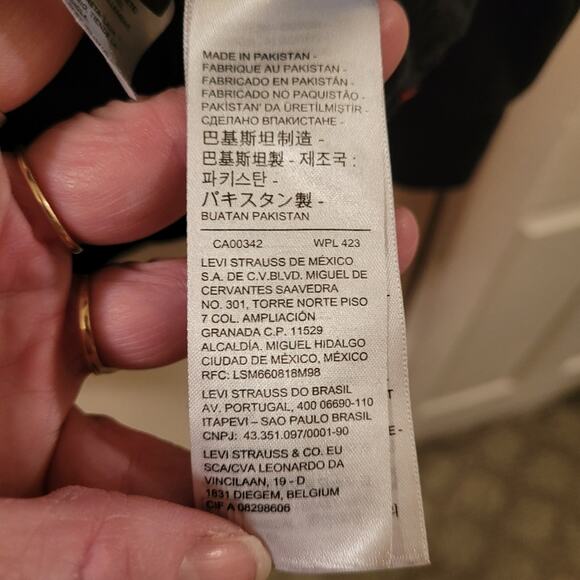 MADE IN PAKISTAN -
FABRIQUE AU PAKISTAN -
FABRICADO EN PAKISTÁN -
FABRICADO NO PAQUISTÃO -
PAKİSTAN' DA ÜRETİLMİŞTİR -
СДЕЛАНО ВПАКИСТАНЕ -
巴基斯坦制造 -
巴基斯坦製 - 제조국 :
파키스탄 -
パキスタン製 -
BUATAN PAKISTAN
CA00342 WPL 423
LEVI STRAUSS DE MÉXICO
S.A. DE C.V.BLVD. MIGUEL DE
CERVANTES SAAVEDRA
NO. 301, TORRE NORTE PISO
7 COL. AMPLIACIÓN
GRANADA C.P. 11529
ALCALDÍA. MIGUEL HIDALGO
CIUDAD DE MÉXICO, MÉXICO
RFC: LSM660818M98
LEVI STRAUSS DO BRASIL
AV. PORTUGAL, 400 06690-110
ITAPEVI – SAO PAULO BRASIL
CNPJ: 43.351.097/0001-90
LEVI STRAUSS & CO. EU
SCA/CVA LEONARDO DA
VINCILAAN, 19 - D
1831 DIEGEM, BELGIUM
CIF A 08298606